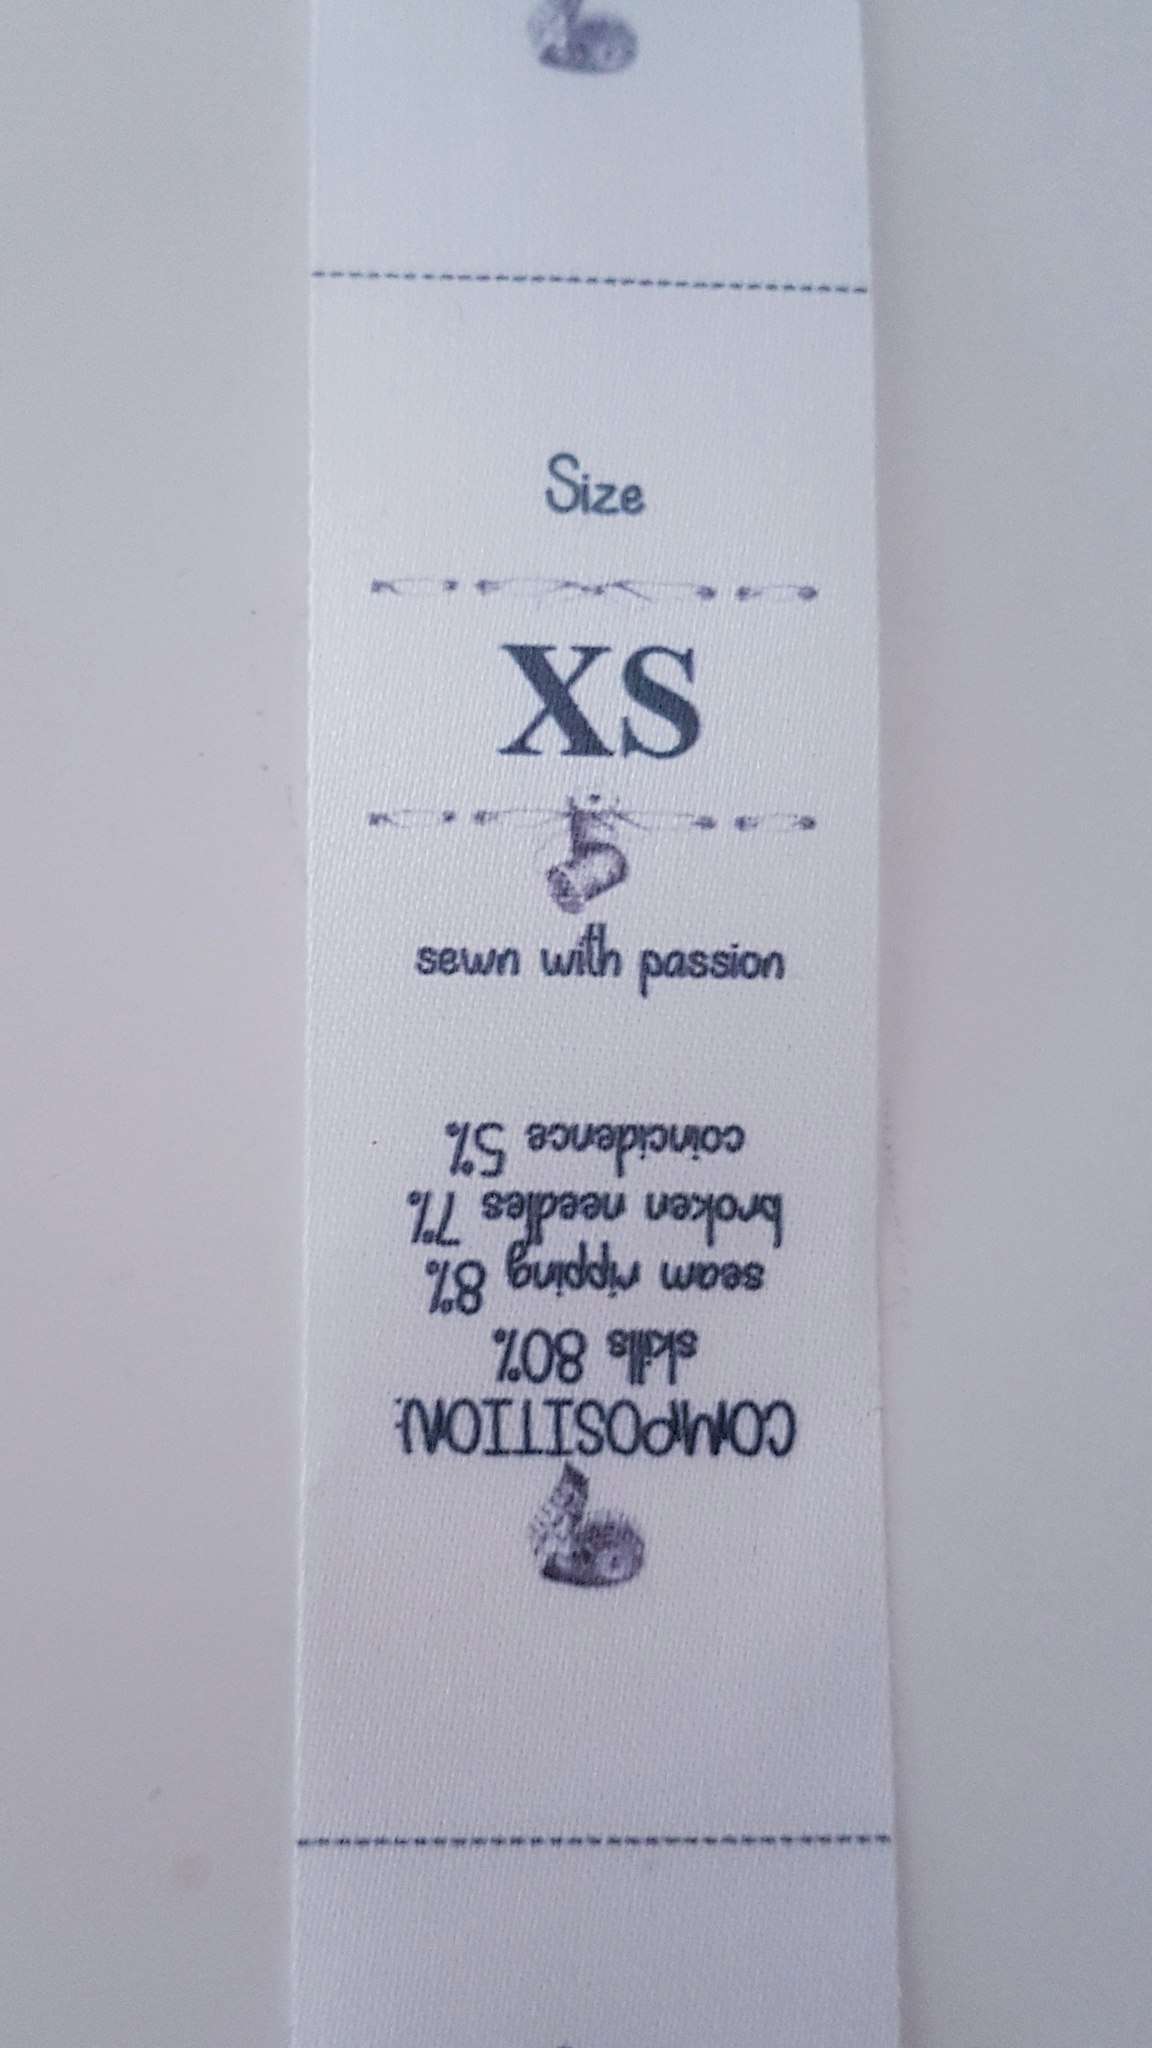 Size
XS
sewn with passion
COMPOSITION:
skills 80%
seam ripping 8%
broken needles 7%
coincidence 5%